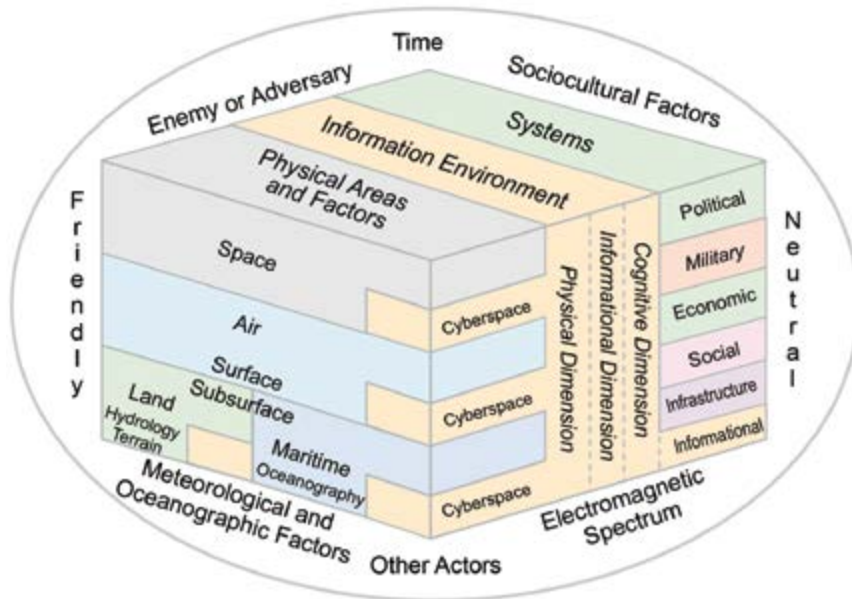 Time
Enemy or Adversary
Sociocultural Factors
Systems
Information Environment
Physical Areas
and Factors
Friendly
Neutral
Space
Air
Surface
Subsurface
Land
Hydrology
Terrain
Maritime
Oceanography
Cyberspace
Cyberspace
Cyberspace
Physical Dimension
Informational Dimension
Cognitive Dimension
Political
Military
Economic
Social
Infrastructure
Informational
Meteorological and
Oceanographic Factors
Electromagnetic
Spectrum
Other Actors